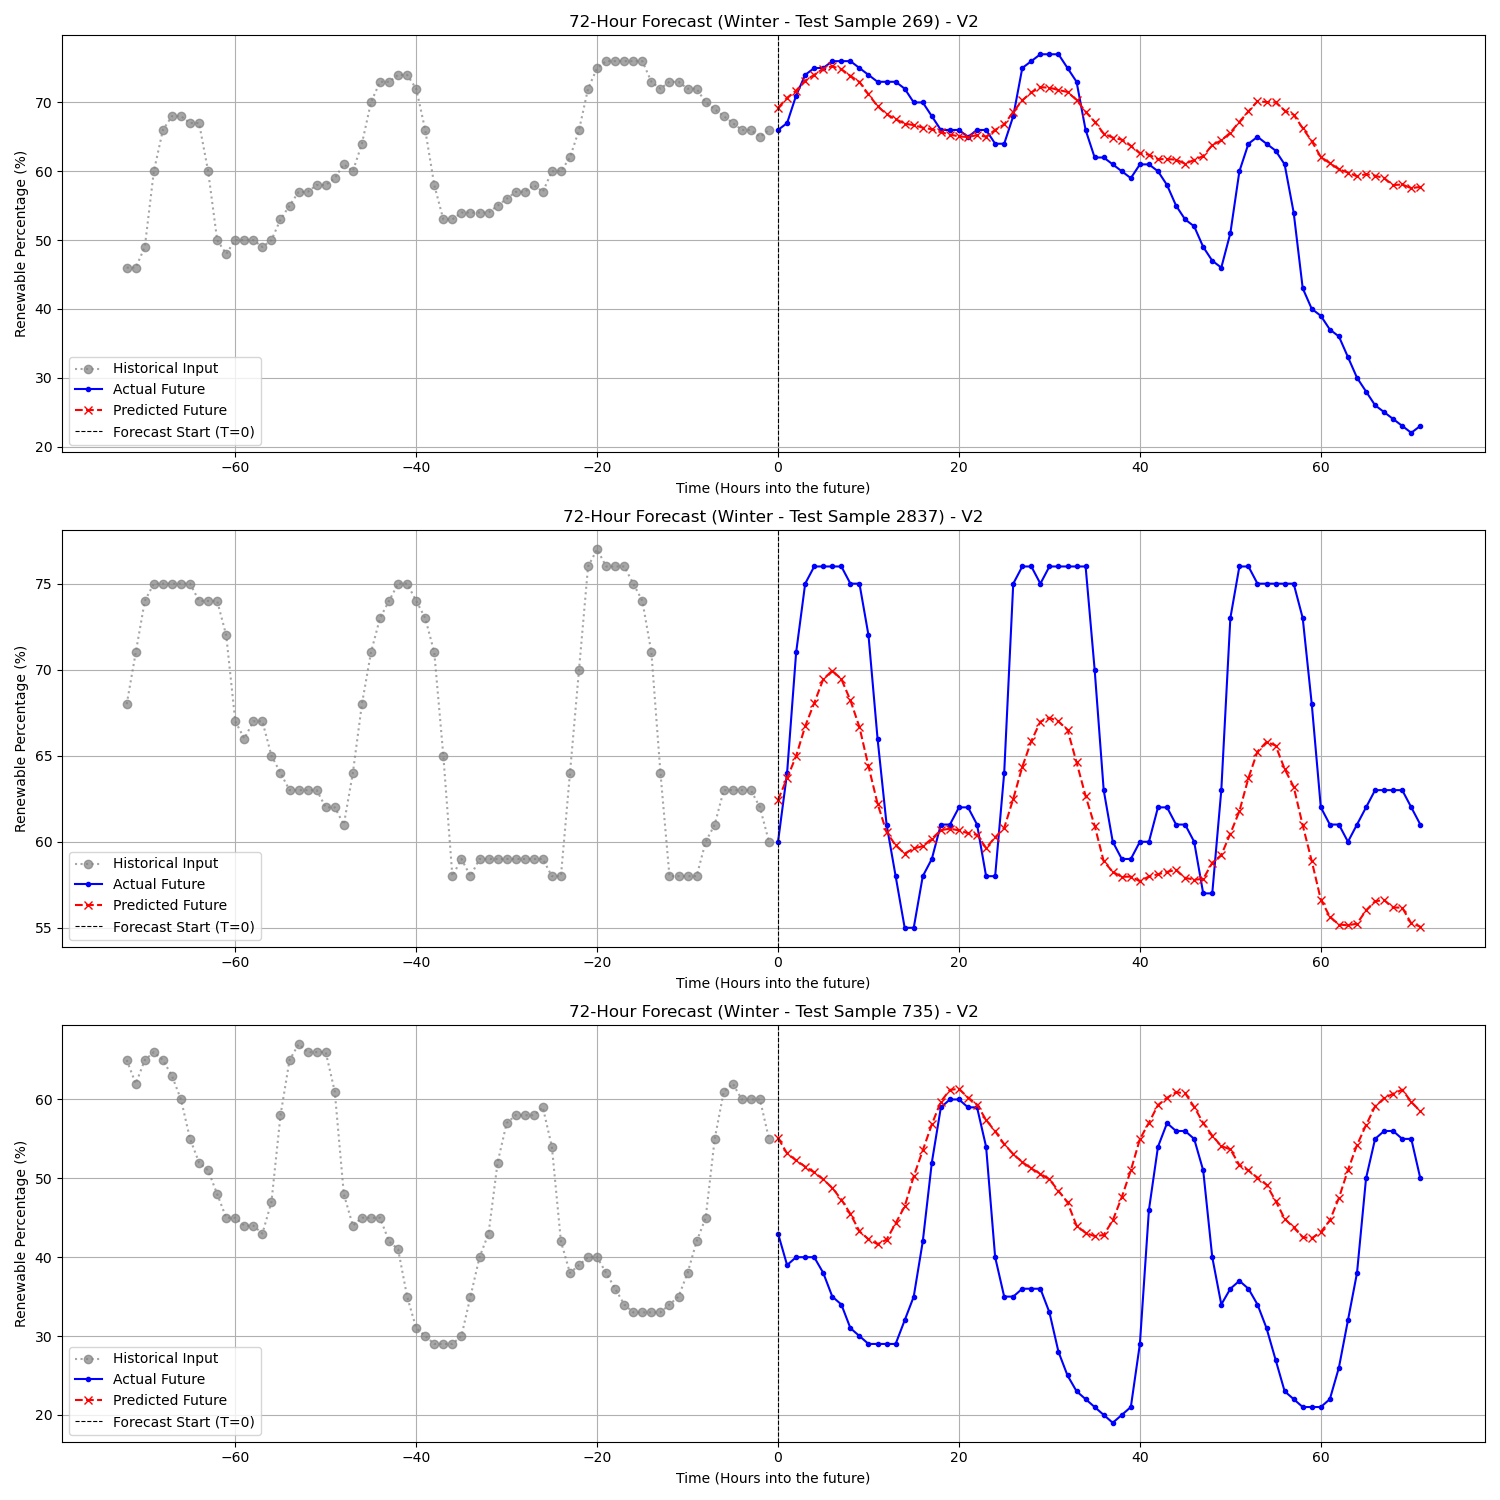 72-Hour Forecast (Winter - Test Sample 269) - V2
Renewable Percentage (%)
70
60
50
40
30
20
Historical Input
Actual Future
Predicted Future
Forecast Start (T=0)
−60 −40 −20 0 20 40 60
Time (Hours into the future)
72-Hour Forecast (Winter - Test Sample 2837) - V2
Renewable Percentage (%)
75
70
65
60
55
Historical Input
Actual Future
Predicted Future
Forecast Start (T=0)
−60 −40 −20 0 20 40 60
Time (Hours into the future)
72-Hour Forecast (Winter - Test Sample 735) - V2
Renewable Percentage (%)
60
50
40
30
20
Historical Input
Actual Future
Predicted Future
Forecast Start (T=0)
−60 −40 −20 0 20 40 60
Time (Hours into the future)